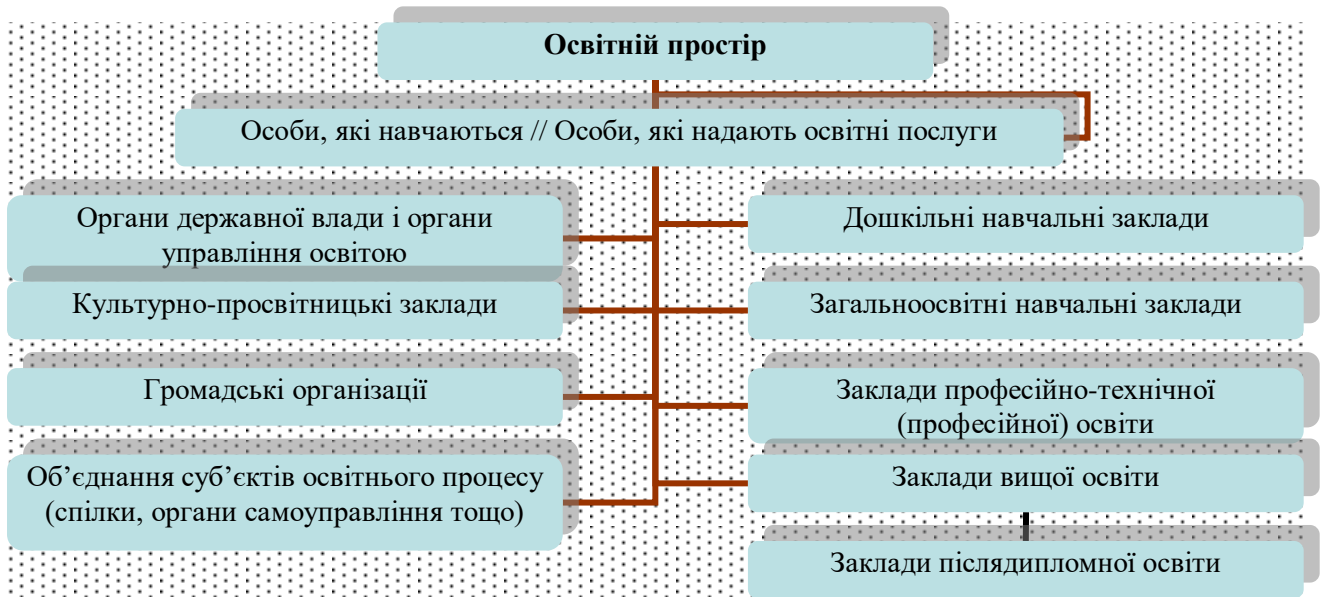 Освітній простір
Особи, які навчаються // Особи, які надають освітні послуги
Органи державної влади і органи
управління освітою
Культурно-просвітницькі заклади
Громадські організації
Об’єднання суб’єктів освітнього процесу
(спілки, органи самоуправління тощо)
Дошкільні навчальні заклади
Загальноосвітні навчальні заклади
Заклади професійно-технічної
(професійної) освіти
Заклади вищої освіти
Заклади післядипломної освіти